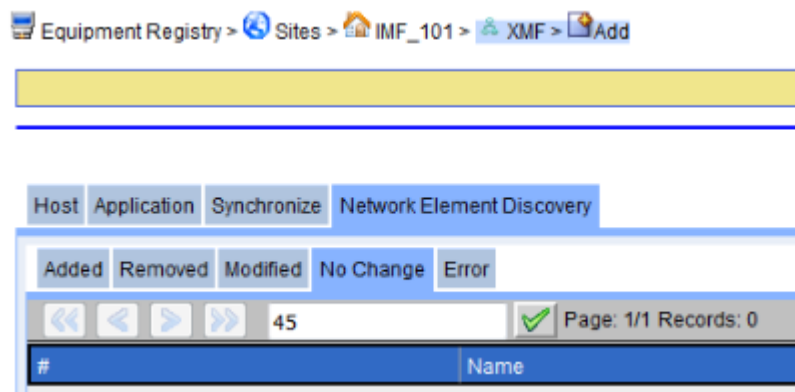 Equipment Registry > Sites > IMF_101 > XMF > Add
Host Application Synchronize Network Element Discovery
Added Removed Modified No Change Error
45 Page: 1/1 Records: 0
# Name